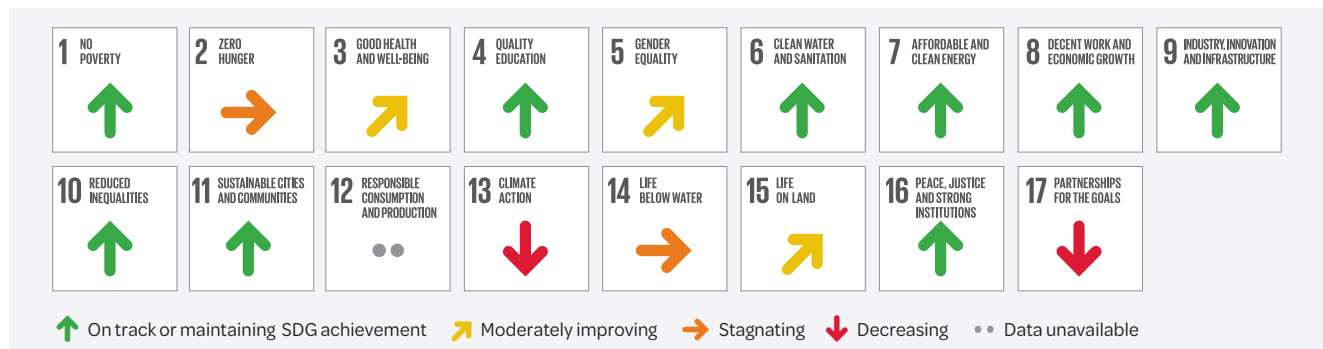 1 NO
POVERTY
2 ZERO
HUNGER
3 GOOD HEALTH
AND WELL-BEING
4 QUALITY
EDUCATION
5 GENDER
EQUALITY
6 CLEAN WATER
AND SANITATION
7 AFFORDABLE AND
CLEAN ENERGY
8 DECENT WORK AND
ECONOMIC GROWTH
9 INDUSTRY, INNOVATION
AND INFRASTRUCTURE
10 REDUCED
INEQUALITIES
11 SUSTAINABLE CITIES
AND COMMUNITIES
12 RESPONSIBLE
CONSUMPTION
AND PRODUCTION
13 CLIMATE
ACTION
14 LIFE
BELOW WATER
15 LIFE
ON LAND
16 PEACE, JUSTICE
AND STRONG
INSTITUTIONS
17 PARTNERSHIPS
FOR THE GOALS
On track or maintaining SDG achievement
Moderately improving
Stagnating
Decreasing
Data unavailable